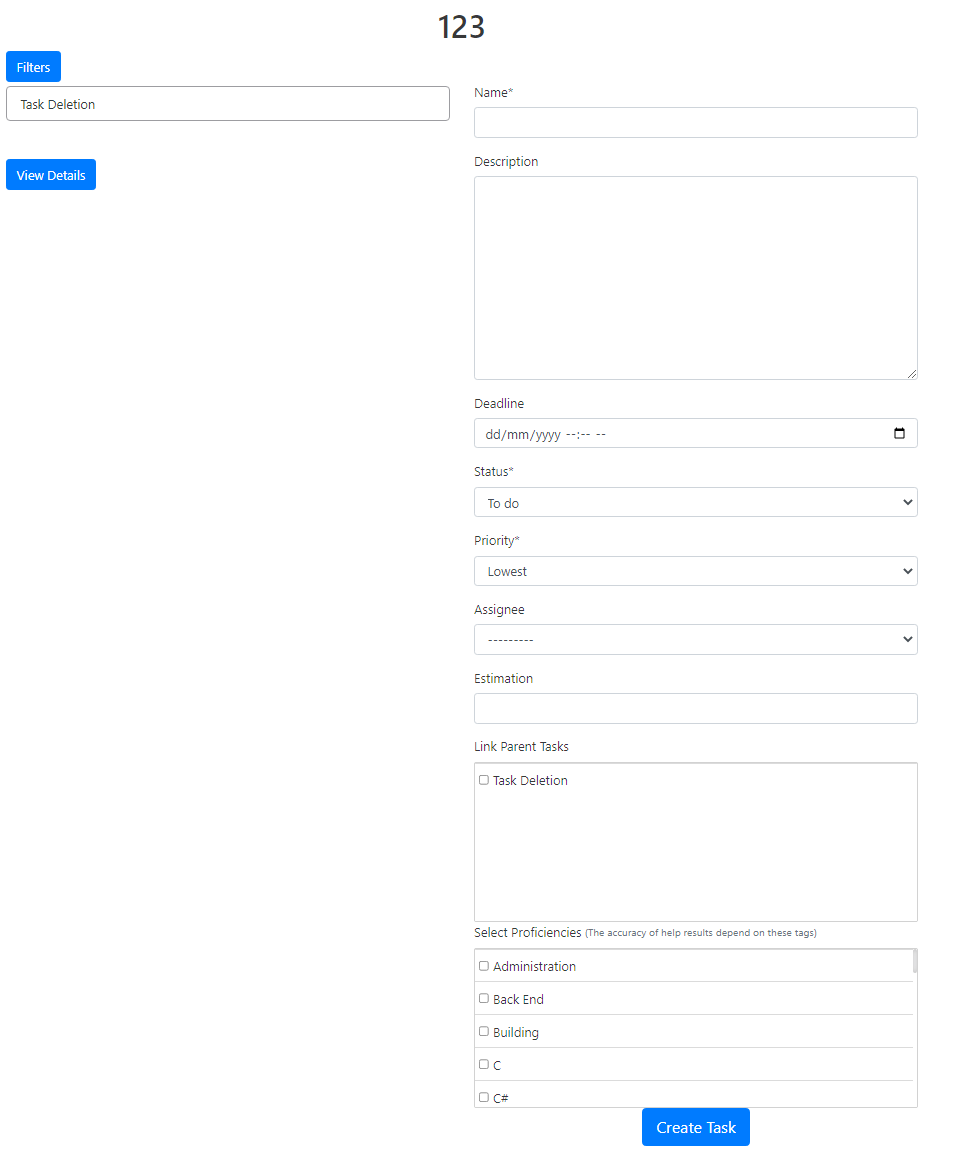 123
Filters
Task Deletion
View Details
Name*
Description
Deadline
dd/mm/yyyy --:-- --
Status*
To do
Priority*
Lowest
Assignee
---------
Estimation
Link Parent Tasks
Task Deletion
Select Proficiencies (The accuracy of help results depend on these tags)
Administration
Back End
Building
C
C#
Create Task